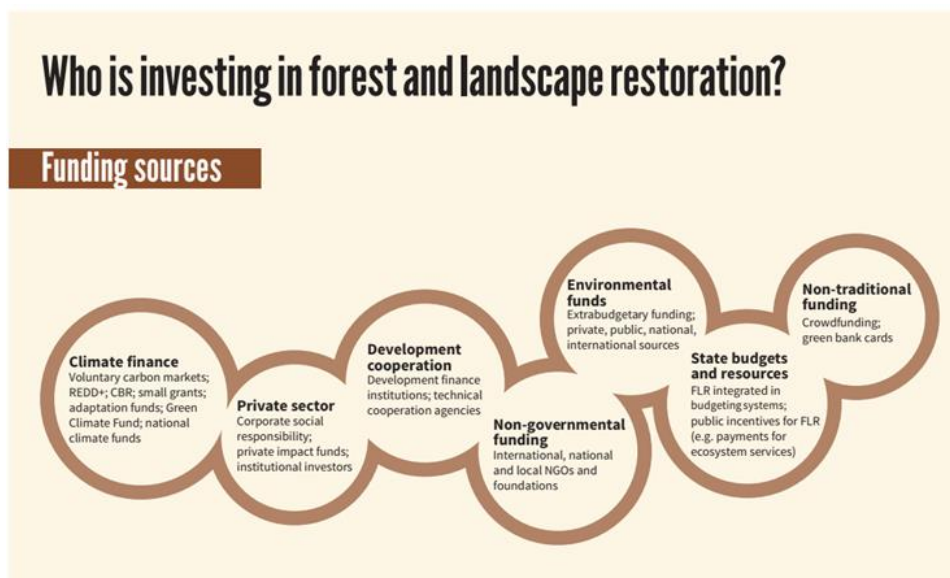 Who is investing in forest and landscape restoration?
Funding sources
Climate finance
Voluntary carbon markets;
REDD+; CBR; small grants;
adaptation funds; Green
Climate Fund; national
climate funds
Private sector
Corporate social
responsibility;
private impact funds;
institutional investors
Development
cooperation
Development finance
institutions; technical
cooperation agencies
Non-governmental
funding
International, national
and local NGOs and
foundations
Environmental
funds
Extrabudgetary funding;
private, public, national,
international sources
State budgets
and resources
FLR integrated in
budgeting systems;
public incentives for FLR
(e.g. payments for
ecosystem services)
Non-traditional
funding
Crowdfunding;
green bank cards